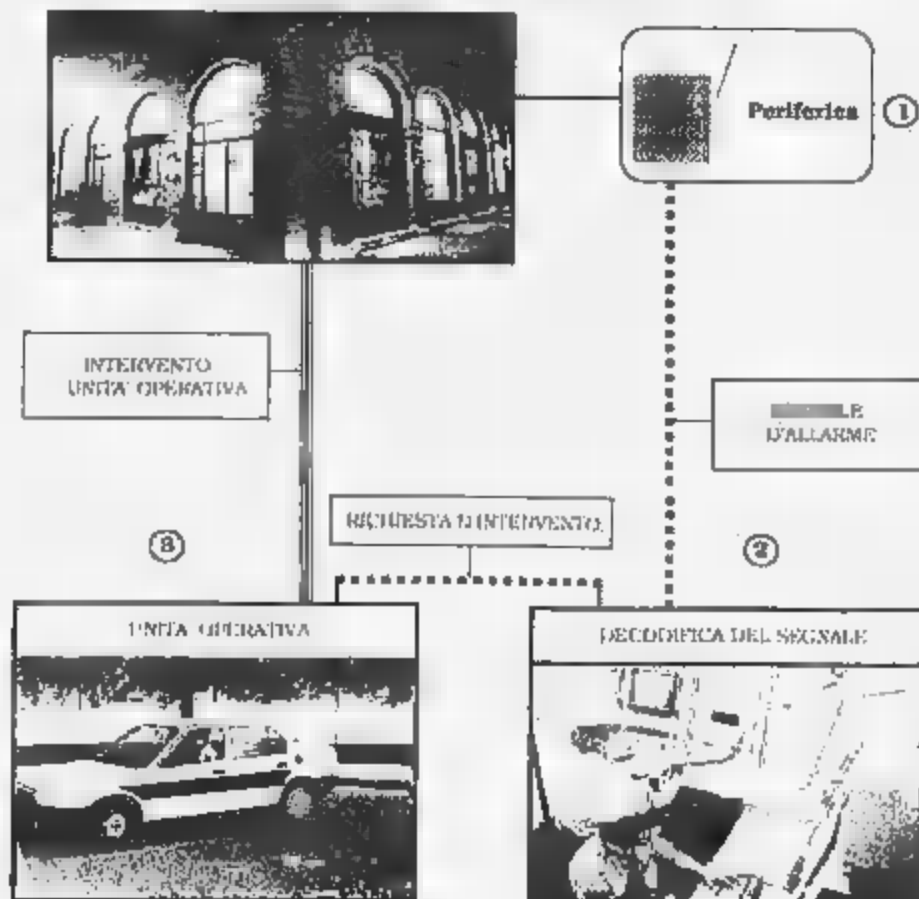 Periferica
1
INTERVENTO
UNITA' OPERATIVA
D'ALLARME
RICHIESTA D'INTERVENTO
3
2
UNITA' OPERATIVA
DECODIFICA DEL SEGNALE